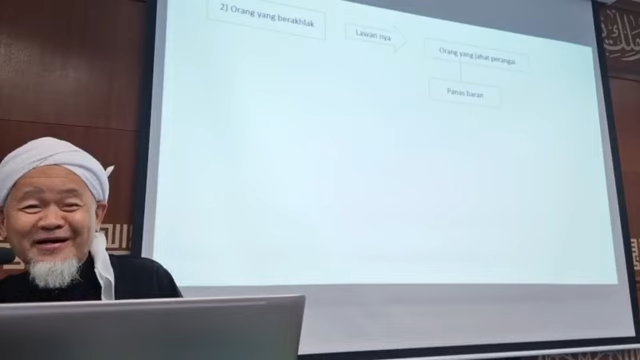 2) Orang yang berakhlak
Lawan nya
Orang yang jahat perangai
Panas baran